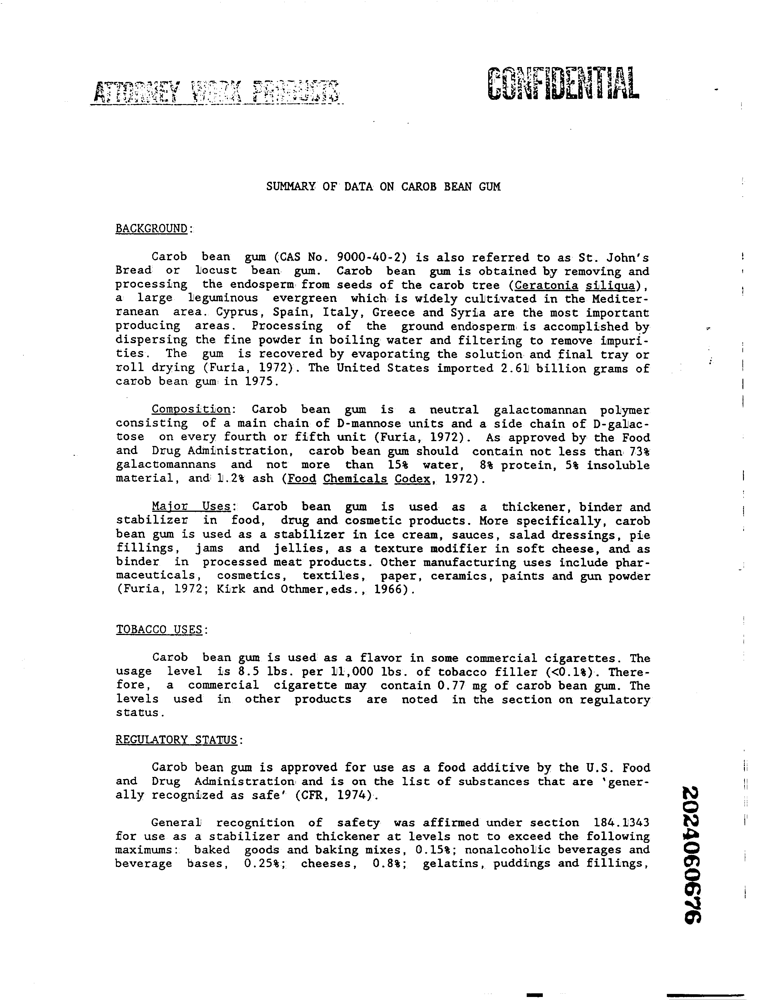 ATTORNEY WORK PRODUCTS
CONFIDENTIAL
SUMMARY OF DATA ON CAROB BEAN GUM
BACKGROUND:
Carob bean gum (CAS No. 9000-40-2) is also referred to as St. John's
Bread or locust bean gum. Carob bean gum is obtained by removing and
processing the endosperm from seeds of the carob tree (Ceratonia siliqua),
a large leguminous evergreen which is widely cultivated in the Mediter-
ranean area. Cyprus, Spain, Italy, Greece and Syria are the most important
producing areas. Processing of the ground endosperm is accomplished by
dispersing the fine powder in boiling water and filtering to remove impuri-
ties. The gum is recovered by evaporating the solution and final tray or
roll drying (Furia, 1972). The United States imported 2.61 billion grams of
carob bean gum in 1975.
Composition: Carob bean gum is a neutral galactomannan polymer
consisting of a main chain of D-mannose units and a side chain of D-galac-
tose on every fourth or fifth unit (Furia, 1972). As approved by the Food
and Drug Administration, carob bean gum should contain not less than 73%
galactomannans and not more than 15% water, 8% protein, 5% insoluble
material, and 1.2% ash (Food Chemicals Codex, 1972).
Major Uses: Carob bean gum is used as a thickener, binder and
stabilizer in food, drug and cosmetic products. More specifically, carob
bean gum is used as a stabilizer in ice cream, sauces, salad dressings, pie
fillings, jams and jellies, as a texture modifier in soft cheese, and as
binder in processed meat products. Other manufacturing uses include phar-
maceuticals, cosmetics, textiles, paper, ceramics, paints and gun powder
(Furia, 1972; Kirk and Othmer,eds., 1966).
TOBACCO USES:
Carob bean gum is used as a flavor in some commercial cigarettes. The
usage level is 8.5 lbs. per 11,000 lbs. of tobacco filler (<0.1%). There-
fore, a commercial cigarette may contain 0.77 mg of carob bean gum. The
levels used in other products are noted in the section on regulatory
status.
REGULATORY STATUS:
Carob bean gum is approved for use as a food additive by the U.S. Food
and Drug Administration and is on the list of substances that are 'gener-
ally recognized as safe' (CFR, 1974).
General recognition of safety was affirmed under section 184.1343
for use as a stabilizer and thickener at levels not to exceed the following
maximums: baked goods and baking mixes, 0.15%; nonalcoholic beverages and
beverage bases, 0.25%; cheeses, 0.8%; gelatins, puddings and fillings,
2024060676